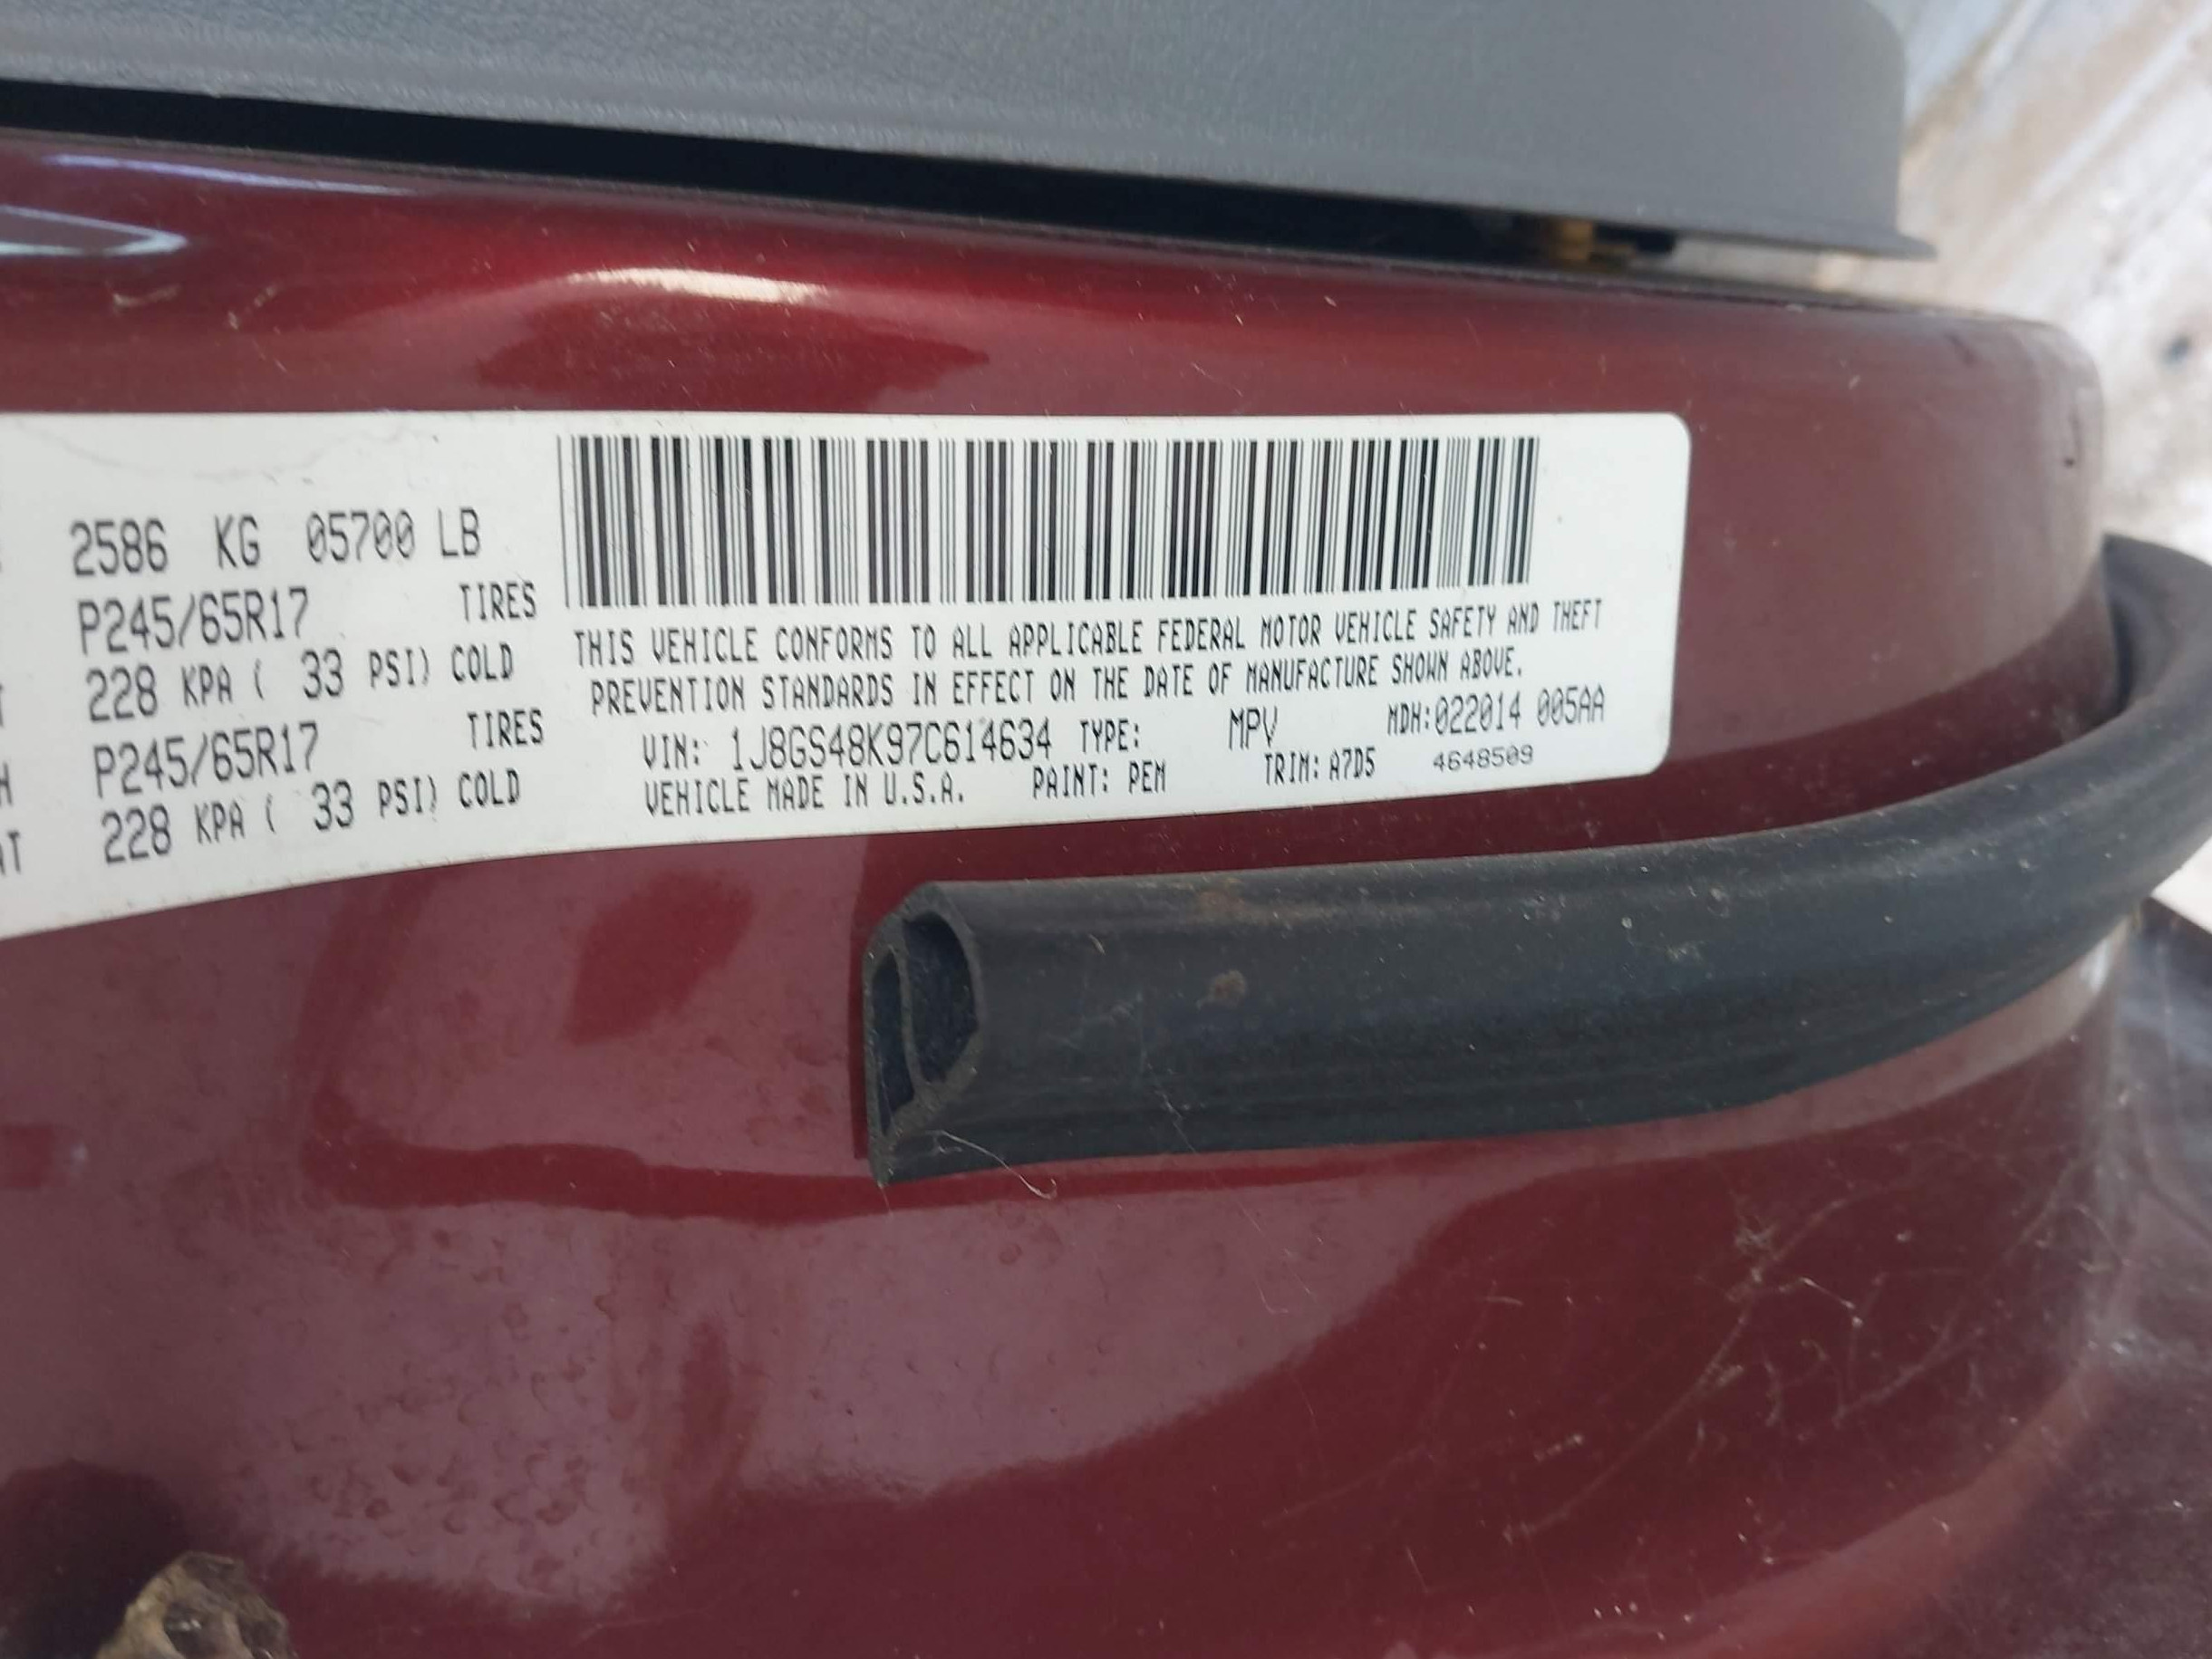 2586 KG 05700 LB
P245/65R17 TIRES
228 KPA ( 33 PSI) COLD
P245/65R17 TIRES
228 KPA ( 33 PSI) COLD
THIS VEHICLE CONFORMS TO ALL APPLICABLE FEDERAL MOTOR VEHICLE SAFETY AND THEFT
PREVENTION STANDARDS IN EFFECT ON THE DATE OF MANUFACTURE SHOWN ABOVE.
VIN: 1J8GS48K97C614634 TYPE: MPV MDH:022014 005AA
VEHICLE MADE IN U.S.A. PAINT: PEM TRIM: A7D5 4648509